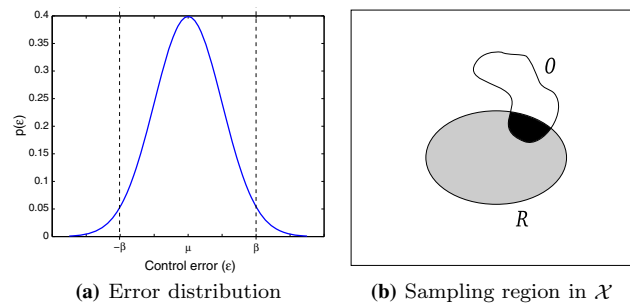 0.4
0.35
0.3
0.25
0.2
0.15
0.1
0.05
0
p(ε)
−β μ β
Control error (ε)
(a) Error distribution
O
R
(b) Sampling region in 𝒳